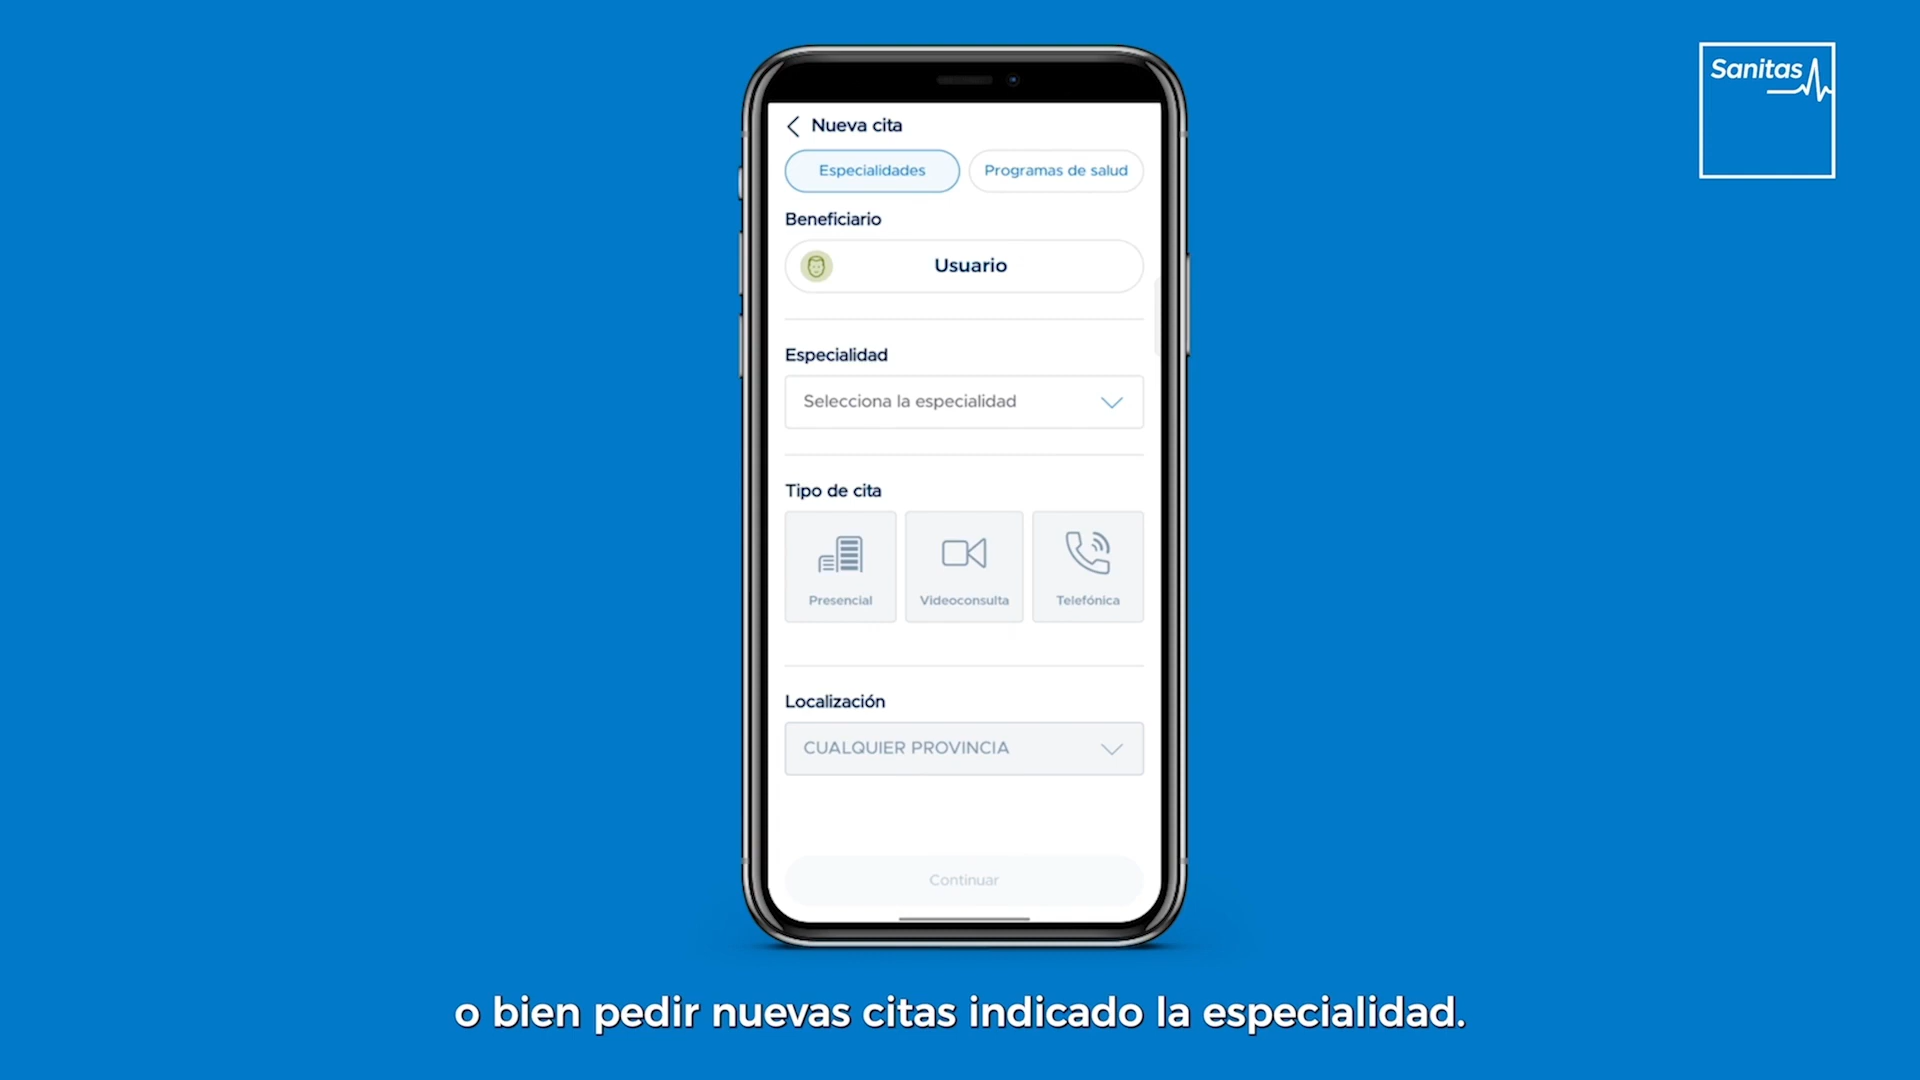 Sanitas
Nueva cita
Especialidades
Programas de salud
Beneficiario
Usuario
Especialidad
Selecciona la especialidad
Tipo de cita
Presencial
Videoconsulta
Telefónica
Localización
CUALQUIER PROVINCIA
Continuar
o bien pedir nuevas citas indicado la especialidad.